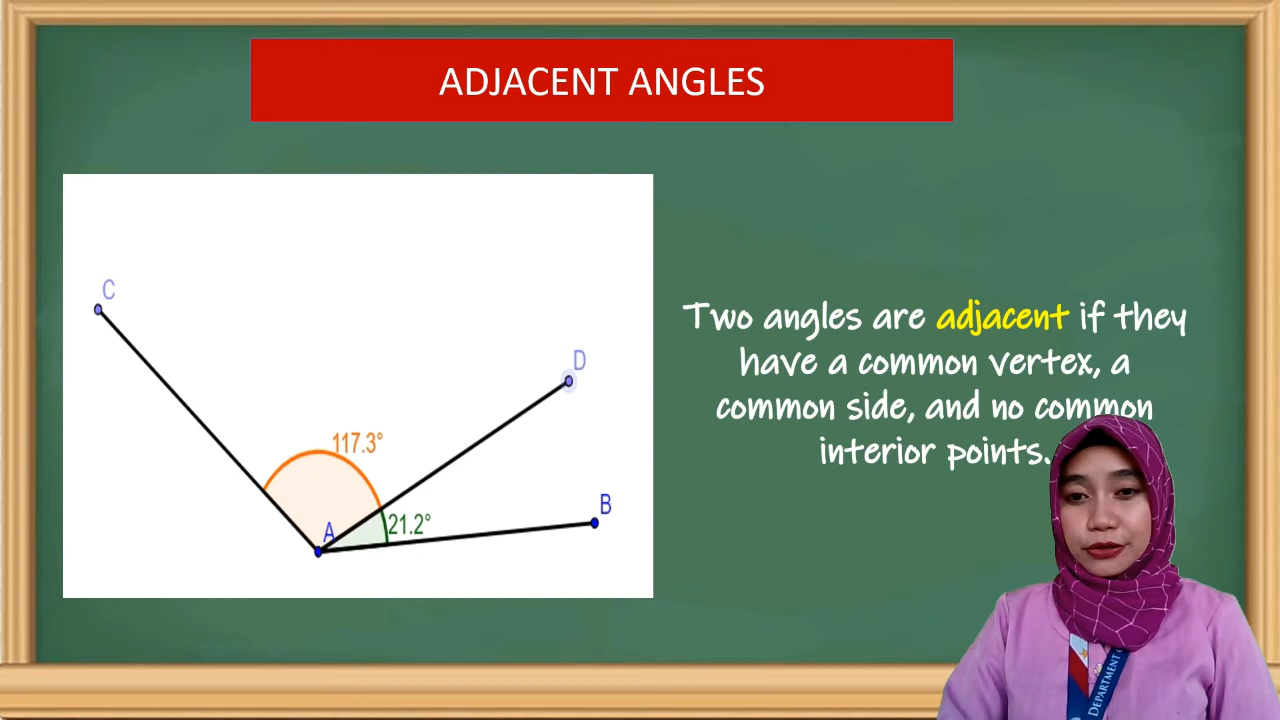 ADJACENT ANGLES
C
D
117.3°
B
A
21.2°
Two angles are adjacent if they
have a common vertex, a
common side, and no common
interior points.
DEPARTMENT